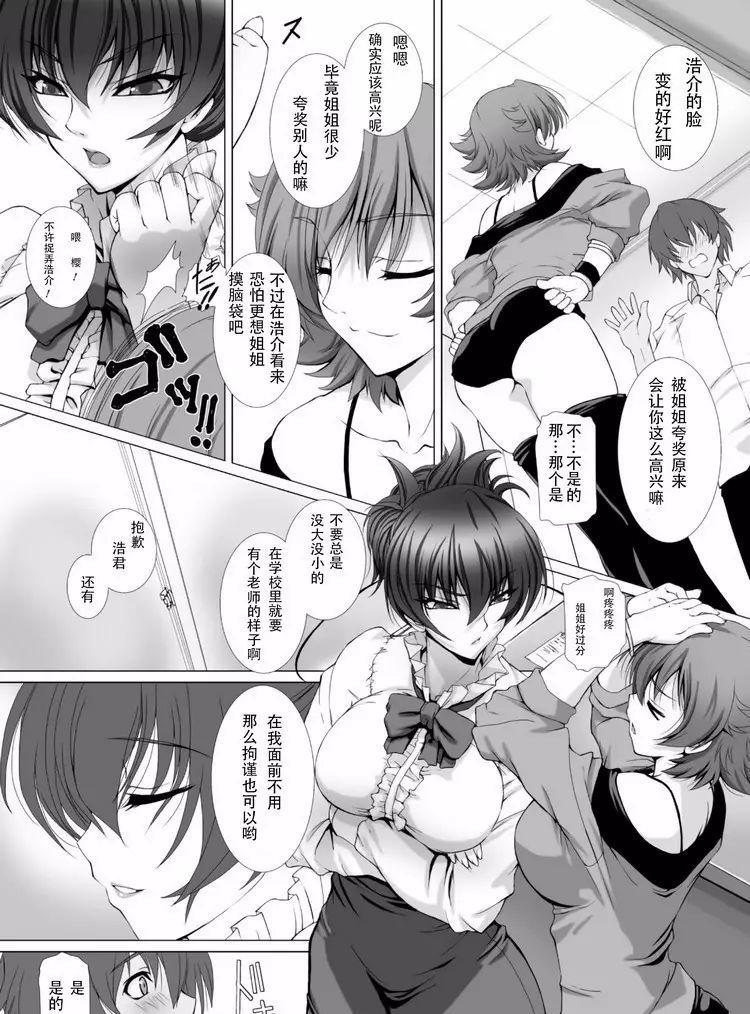 浩介的脸
变的好红啊
被姐姐夸奖原来
会让你这么高兴嘛
不…不是的
那…那个是
嗯嗯
确实应该高兴呢
毕竟姐姐很少
夸奖别人的嘛
不过在浩介看来
恐怕更想姐姐
摸脑袋吧
喂
樱!
不许捉弄浩介!
啊疼疼疼
姐姐好过分
不要总是
没大没小的
在学校里就要
有个老师的样子啊
抱歉
浩君
还有
在我面前不用
那么拘谨也可以哟
是
是的